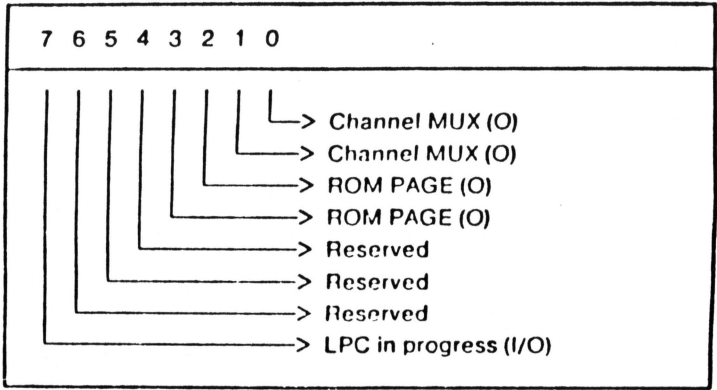 7 6 5 4 3 2 1 0
Channel MUX (O)
Channel MUX (O)
ROM PAGE (O)
ROM PAGE (O)
Reserved
Reserved
Reserved
LPC in progress (I/O)